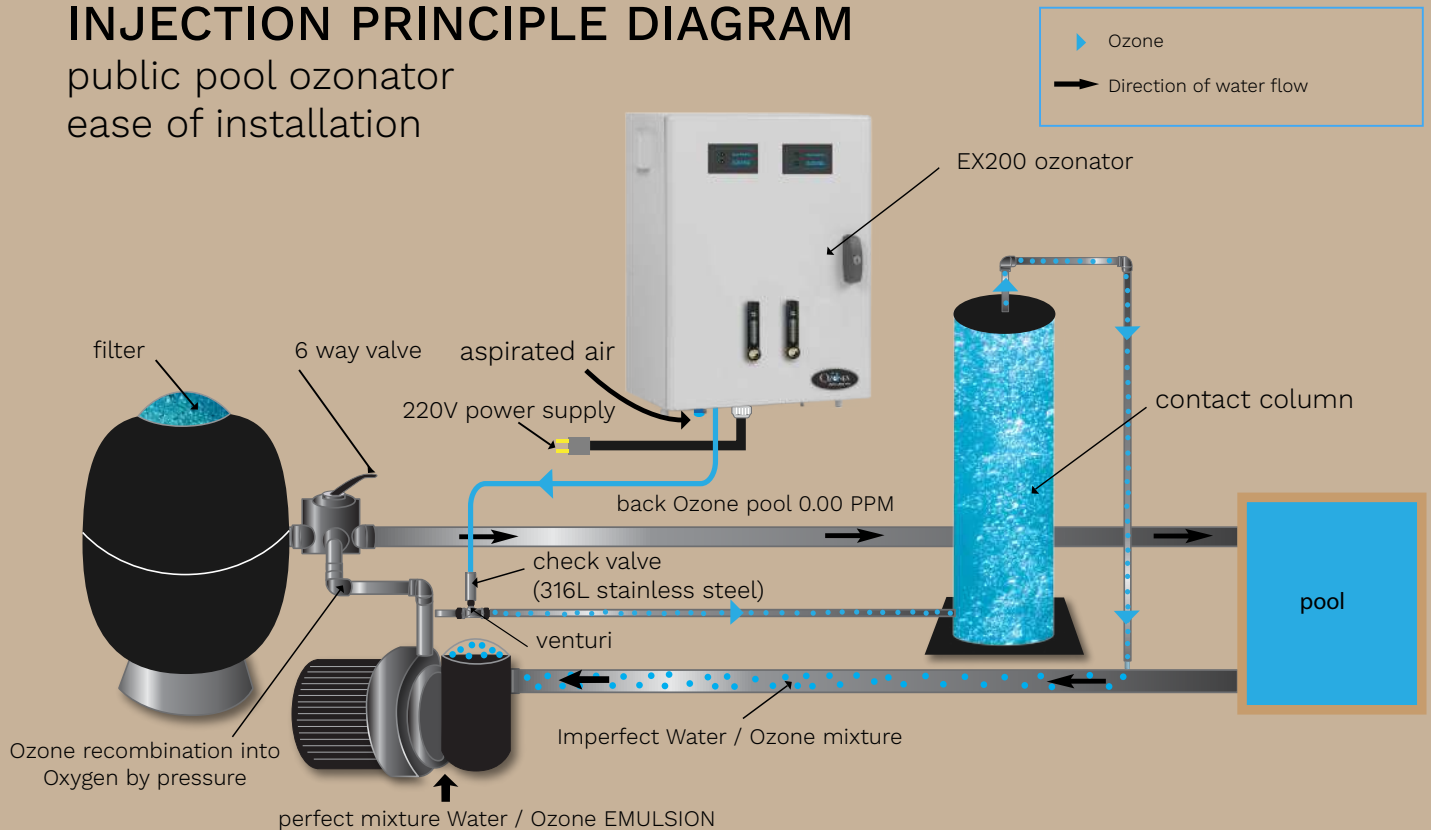 INJECTION PRINCIPLE DIAGRAM
public pool ozonator
ease of installation
Ozone
Direction of water flow
EX200 ozonator
filter
6 way valve
aspirated air
220V power supply
contact column
back Ozone pool 0.00 PPM
check valve
(316L stainless steel)
venturi
pool
Imperfect Water / Ozone mixture
Ozone recombination into
Oxygen by pressure
perfect mixture Water / Ozone EMULSION